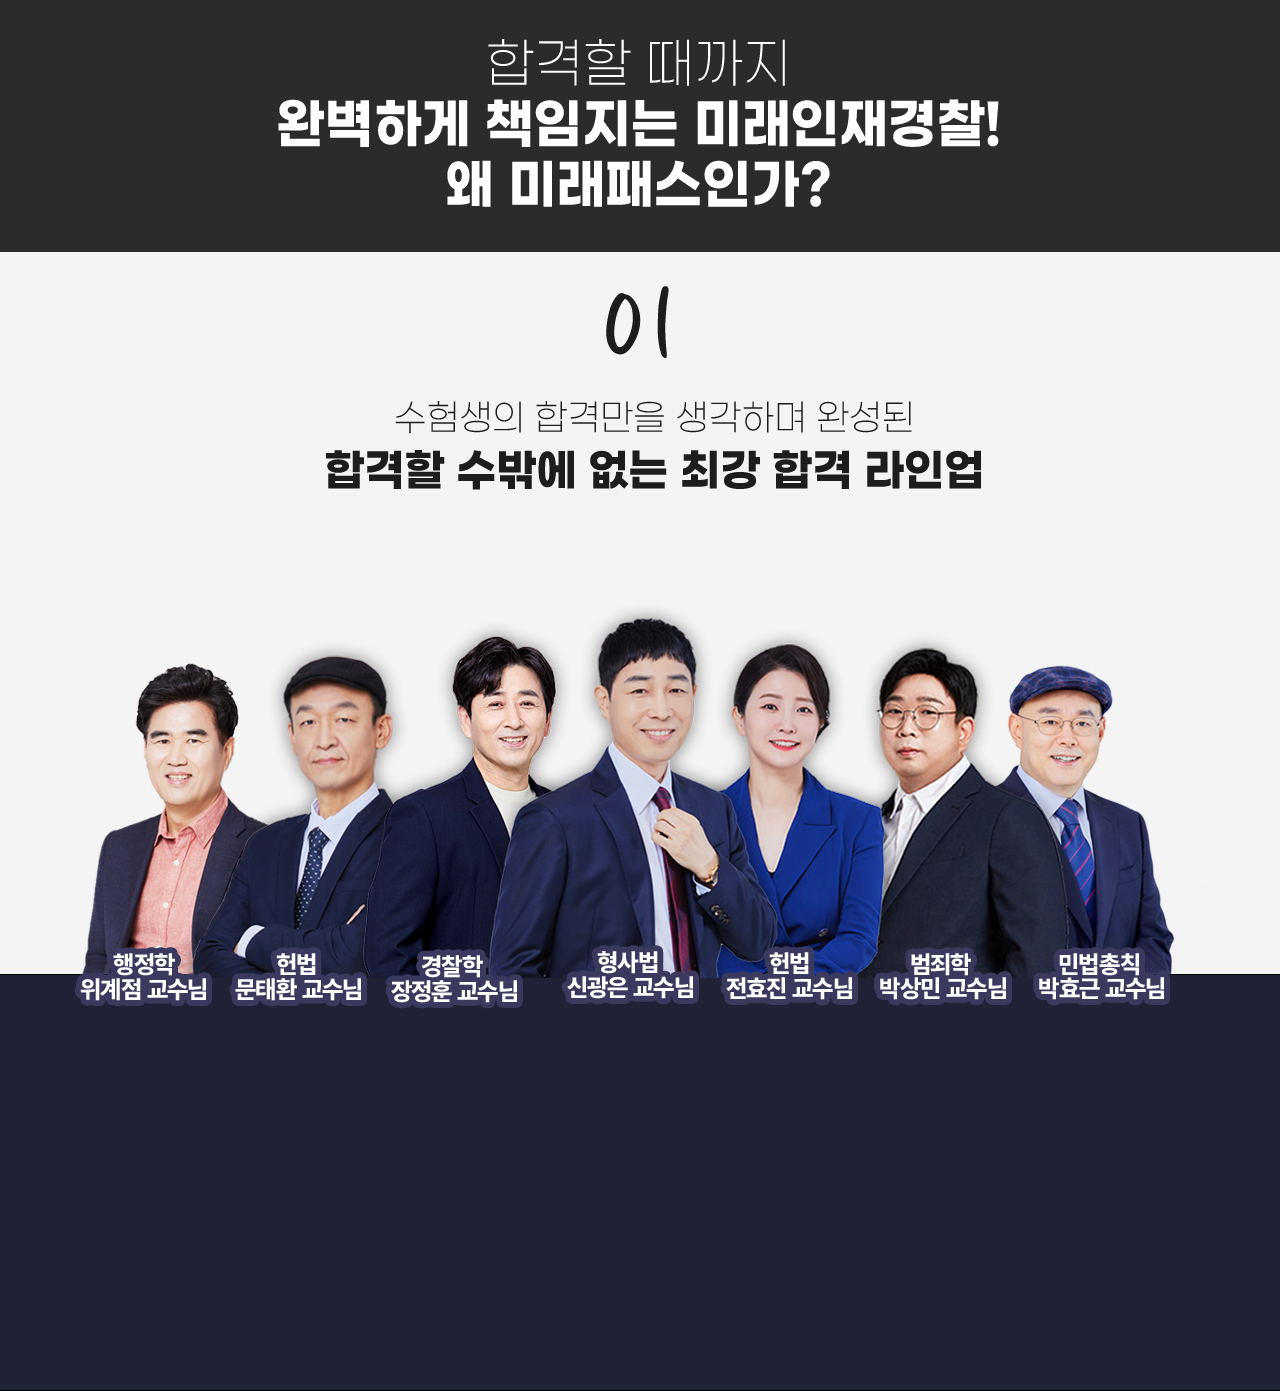 합격할 때까지
완벽하게 책임지는 미래인재경찰!
왜 미래패스인가?
01
수험생의 합격만을 생각하며 완성된
합격할 수밖에 없는 최강 합격 라인업
행정학
위계점 교수님
헌법
문태환 교수님
경찰학
장정훈 교수님
형사법
신광은 교수님
헌법
전효진 교수님
범죄학
박상민 교수님
민법총칙
박효근 교수님